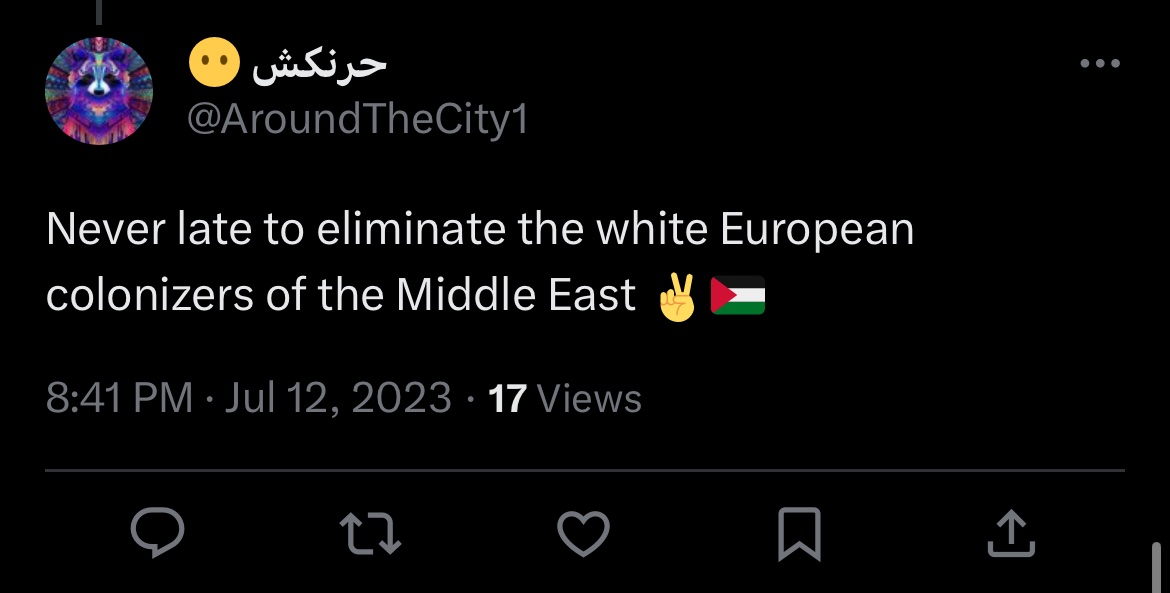 😶 حرنكش
@AroundTheCity1
Never late to eliminate the white European
colonizers of the Middle East ✌️🇵🇸
8:41 PM · Jul 12, 2023 · 17 Views